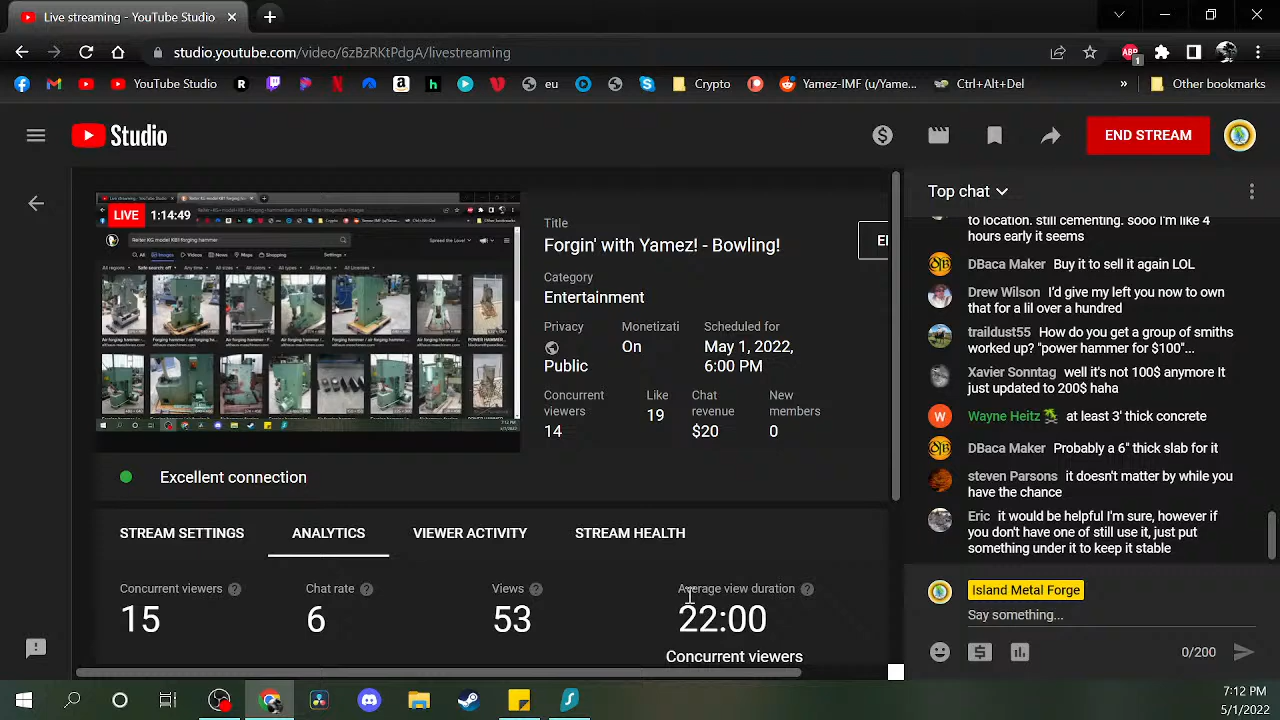 Live streaming - YouTube Studio
studio.youtube.com/video/6zBzRKtPdgA/livestreaming
ABP
1
YouTube Studio
eu
Crypto
Yamez-IMF (u/Yame...
Ctrl+Alt+Del
»
Other bookmarks
Studio
END STREAM
LIVE
1:14:49
Reitec KG model KB1 forging hammer
Title
Forgin' with Yamez! - Bowling!
Category
Entertainment
Privacy
Public
Monetizati
On
Scheduled for
May 1, 2022,
6:00 PM
Concurrent
viewers
14
Like
19
Chat
revenue
$20
New
members
0
Excellent connection
STREAM SETTINGS
ANALYTICS
VIEWER ACTIVITY
STREAM HEALTH
Concurrent viewers
15
Chat rate
6
Views
53
Average view duration
22:00
Concurrent viewers
Top chat
to location. still cementing. sooo I'm like 4
hours early it seems
DBaca Maker Buy it to sell it again LOL
Drew Wilson I'd give my left you now to own
that for a lil over a hundred
traildust55 How do you get a group of smiths
worked up? "power hammer for $100"...
Xavier Sonntag well it's not 100$ anymore It
just updated to 200$ haha
W Wayne Heitz at least 3' thick concrete
DBaca Maker Probably a 6" thick slab for it
steven Parsons it doesn't matter by while you
have the chance
Eric it would be helpful I'm sure, however if
you don't have one of still use it, just put
something under it to keep it stable
Island Metal Forge
Say something...
0/200
7:12 PM
5/1/2022